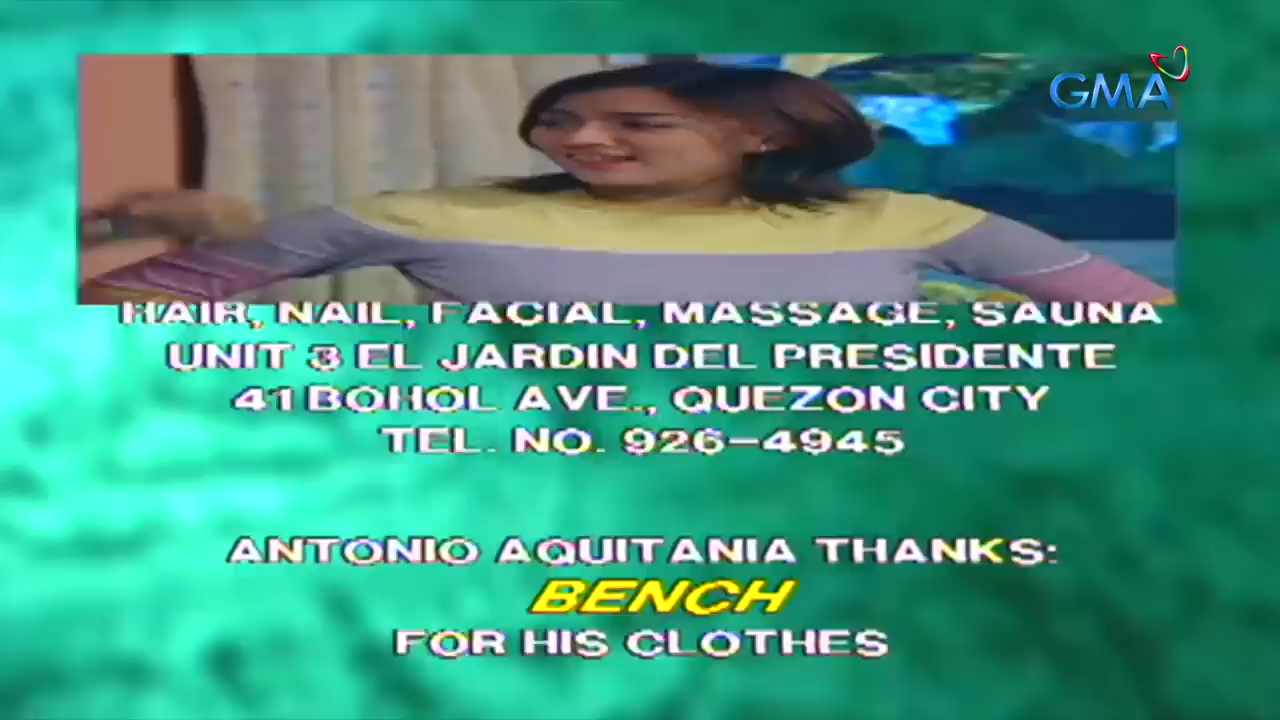 GMA
HAIR, NAIL, FACIAL, MASSAGE, SAUNA
UNIT 3 EL JARDIN DEL PRESIDENTE
41 BOHOL AVE., QUEZON CITY
TEL. NO. 926-4945
ANTONIO AQUITANIA THANKS:
BENCH
FOR HIS CLOTHES